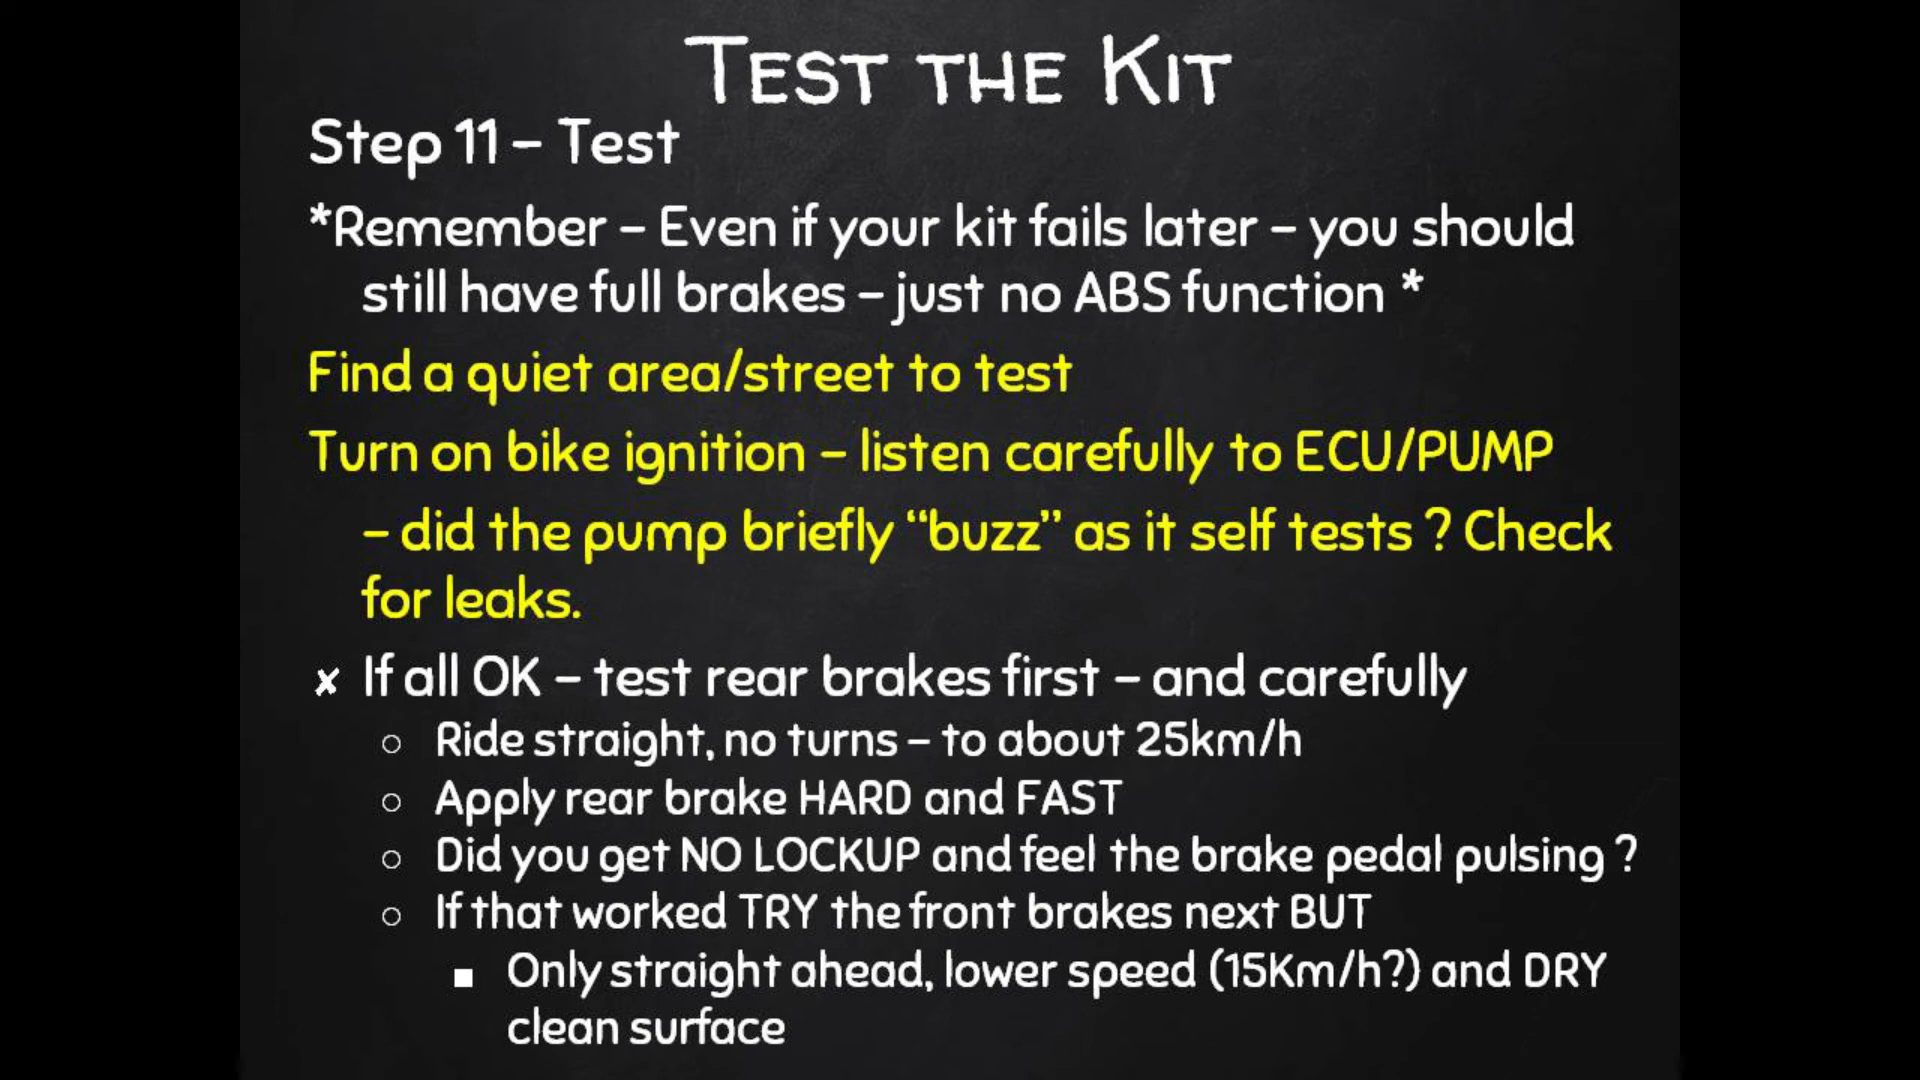 TEST THE KIT
Step 11 – Test
*Remember – Even if your kit fails later – you should
still have full brakes – just no ABS function *
Find a quiet area/street to test
Turn on bike ignition – listen carefully to ECU/PUMP
– did the pump briefly “buzz” as it self tests ? Check
for leaks.
✘ If all OK – test rear brakes first – and carefully
○ Ride straight, no turns – to about 25km/h
○ Apply rear brake HARD and FAST
○ Did you get NO LOCKUP and feel the brake pedal pulsing ?
○ If that worked TRY the front brakes next BUT
■ Only straight ahead, lower speed (15Km/h?) and DRY
clean surface